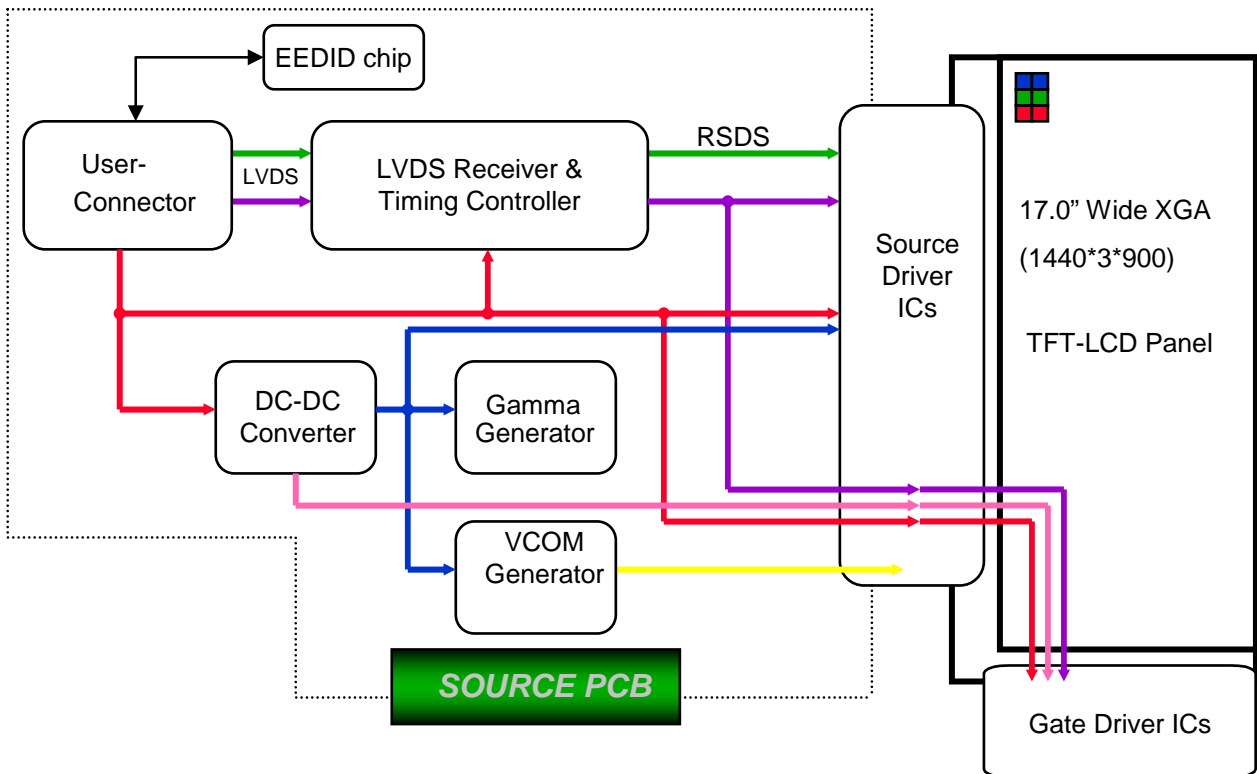 EEDID chip
User-
Connector
LVDS
LVDS Receiver &
Timing Controller
RSDS
Source
Driver
ICs
17.0” Wide XGA
(1440*3*900)
TFT-LCD Panel
DC-DC
Converter
Gamma
Generator
VCOM
Generator
SOURCE PCB
Gate Driver ICs